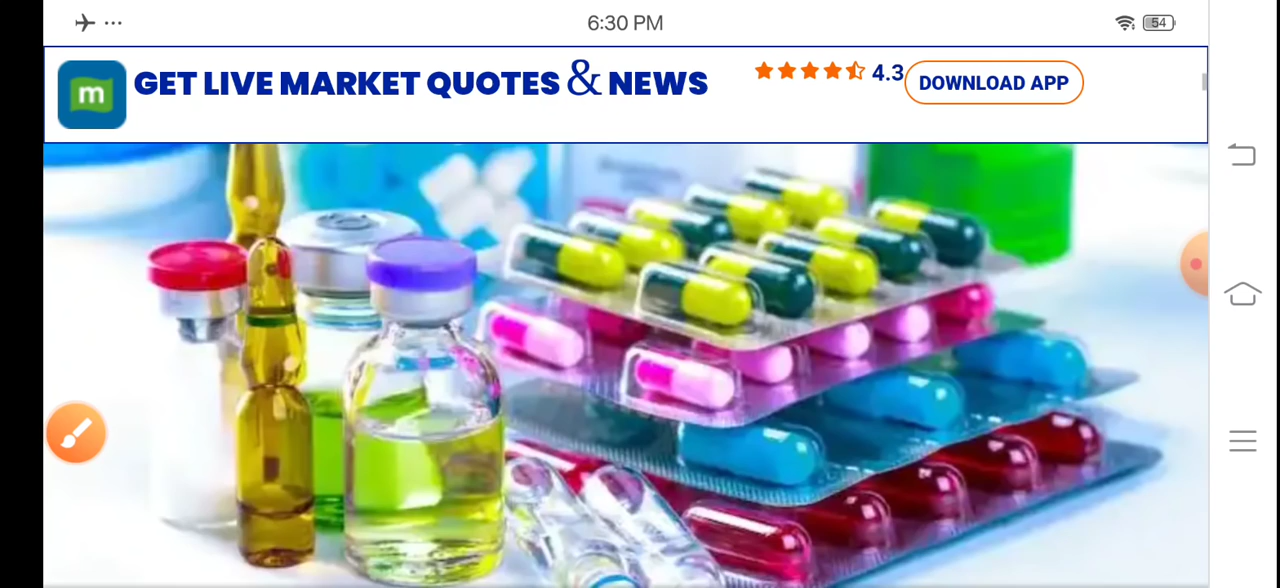 6:30 PM
54
m
GET LIVE MARKET QUOTES & NEWS
4.3
DOWNLOAD APP